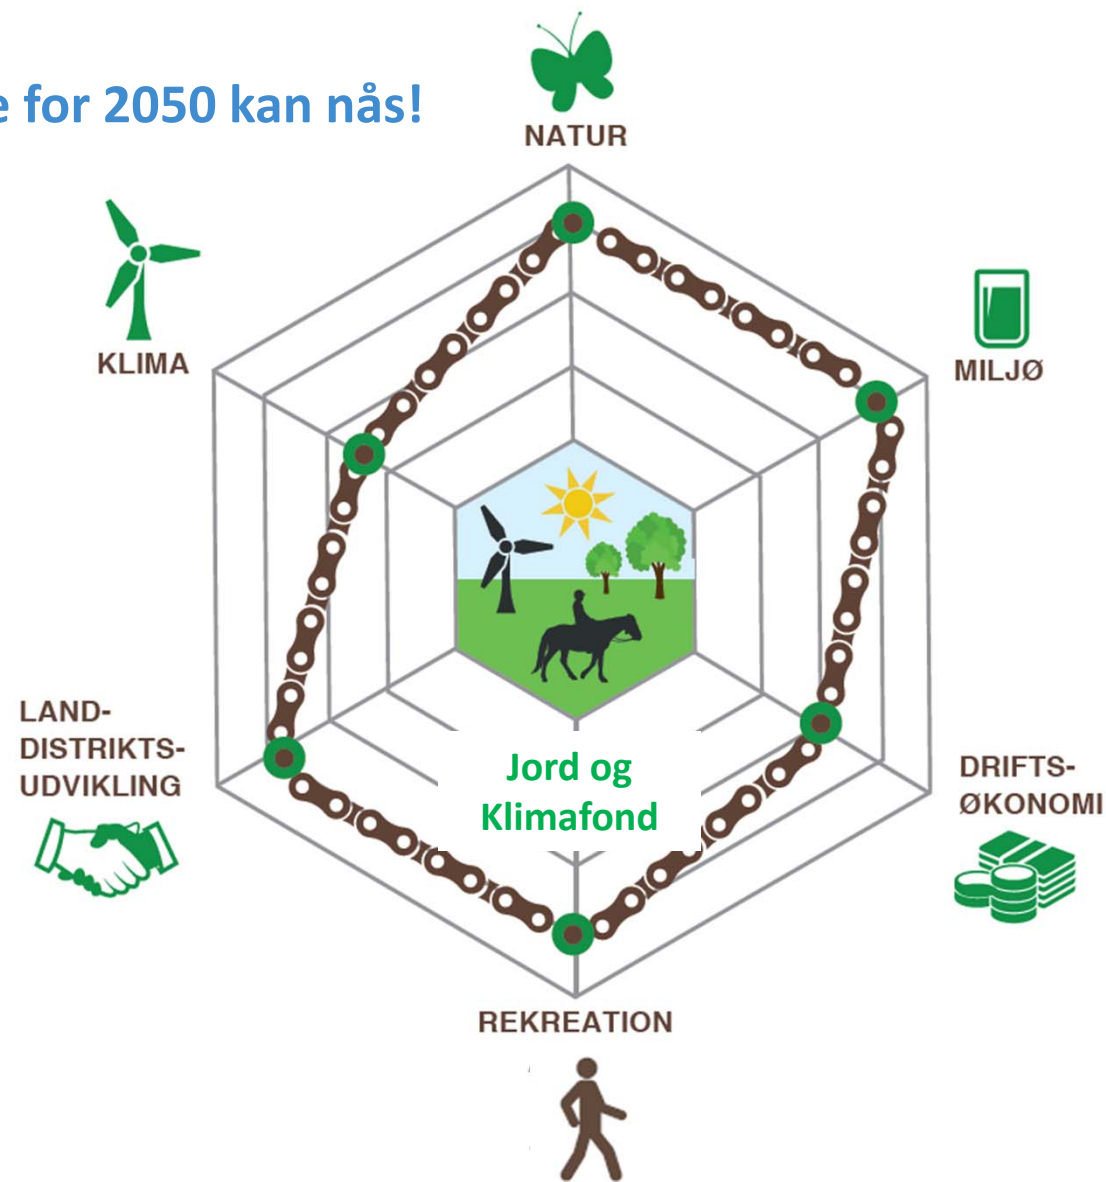 e for 2050 kan nås!
NATUR
KLIMA
MILJØ
LAND-
DISTRIKTS-
UDVIKLING
Jord og
Klimafond
DRIFTS-
ØKONOMI
REKREATION